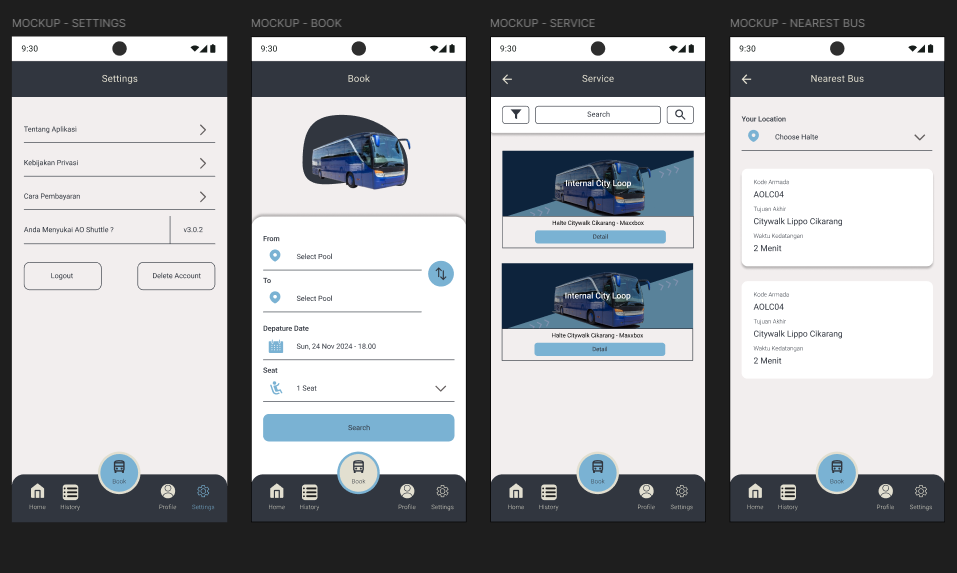 MOCKUP - SETTINGS
9:30
Settings
Tentang Aplikasi
Kebijakan Privasi
Cara Pembayaran
Anda Menyukai AO Shuttle ?
v3.0.2
Logout
Delete Account
Book
Home
History
Profile
Settings
MOCKUP - BOOK
9:30
Book
From
Select Pool
To
Select Pool
Depature Date
Sun, 24 Nov 2024 - 18.00
Seat
1 Seat
Search
Book
Home
History
Profile
Settings
MOCKUP - SERVICE
9:30
Service
Search
Internal City Loop
Halte Citywalk Cikarang - Maxxbox
Detail
Internal City Loop
Halte Citywalk Cikarang - Maxxbox
Detail
Book
Home
History
Profile
Settings
MOCKUP - NEAREST BUS
9:30
Nearest Bus
Your Location
Choose Halte
Kode Armada
AOLC04
Tujuan Akhir
Citywalk Lippo Cikarang
Waktu Kedatangan
2 Menit
Kode Armada
AOLC04
Tujuan Akhir
Citywalk Lippo Cikarang
Waktu Kedatangan
2 Menit
Book
Home
History
Profile
Settings